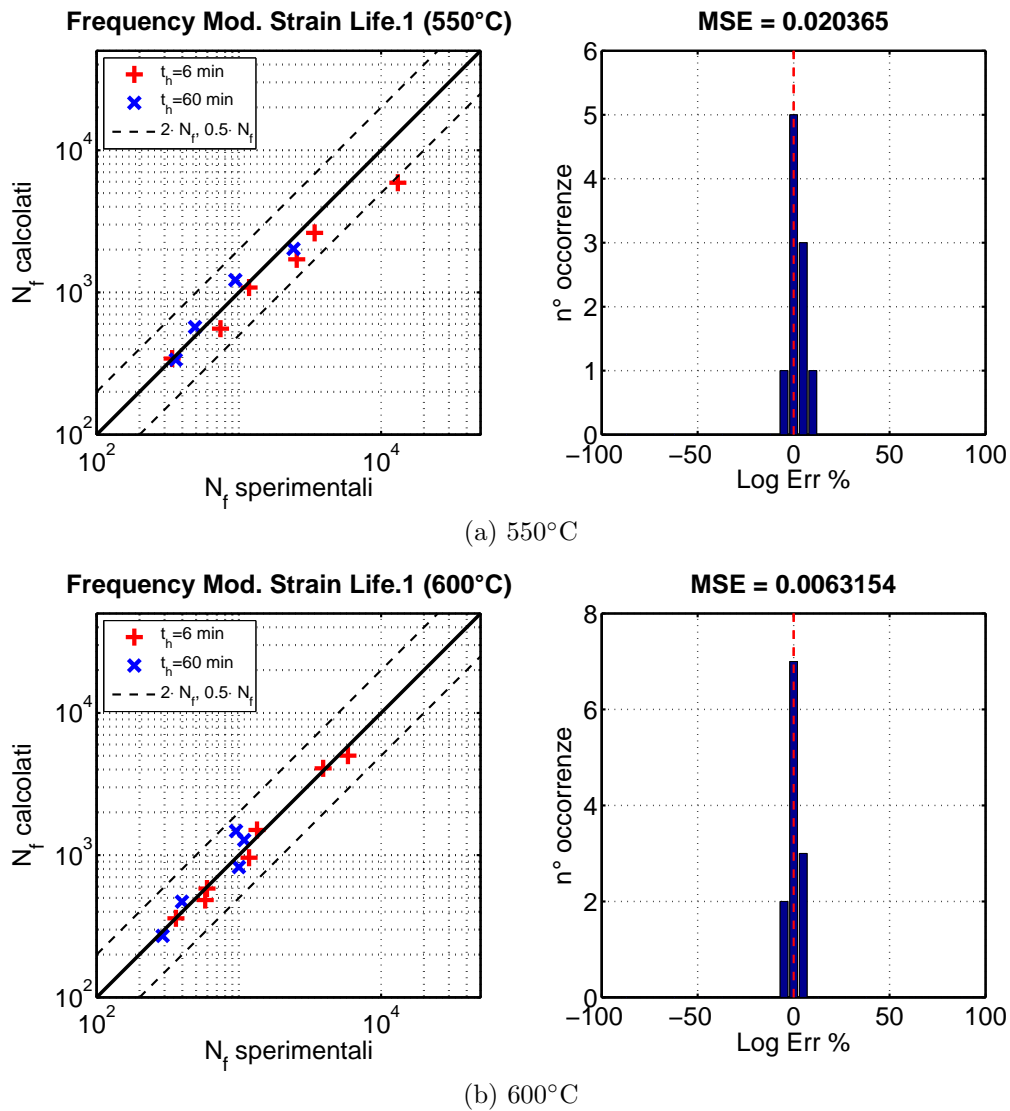 Frequency Mod. Strain Life.1 (550°C)
MSE = 0.020365
t_h=6 min
t_h=60 min
2· N_f, 0.5· N_f
10^4
10^3
10^2
10^2
10^4
N_f calcolati
N_f sperimentali
6
5
4
3
2
1
0
−100
−50
0
50
100
n° occorrenze
Log Err %
(a) 550°C
Frequency Mod. Strain Life.1 (600°C)
MSE = 0.0063154
t_h=6 min
t_h=60 min
2· N_f, 0.5· N_f
10^4
10^3
10^2
10^2
10^4
N_f calcolati
N_f sperimentali
8
6
4
2
0
−100
−50
0
50
100
n° occorrenze
Log Err %
(b) 600°C